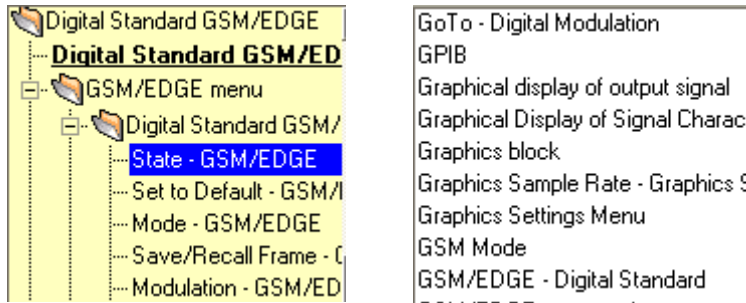 Digital Standard GSM/EDGE
Digital Standard GSM/ED
GSM/EDGE menu
Digital Standard GSM/
State - GSM/EDGE
Set to Default - GSM/
Mode - GSM/EDGE
Save/Recall Frame -
Modulation - GSM/ED
GoTo - Digital Modulation
GPIB
Graphical display of output signal
Graphical Display of Signal Charac
Graphics block
Graphics Sample Rate - Graphics S
Graphics Settings Menu
GSM Mode
GSM/EDGE - Digital Standard